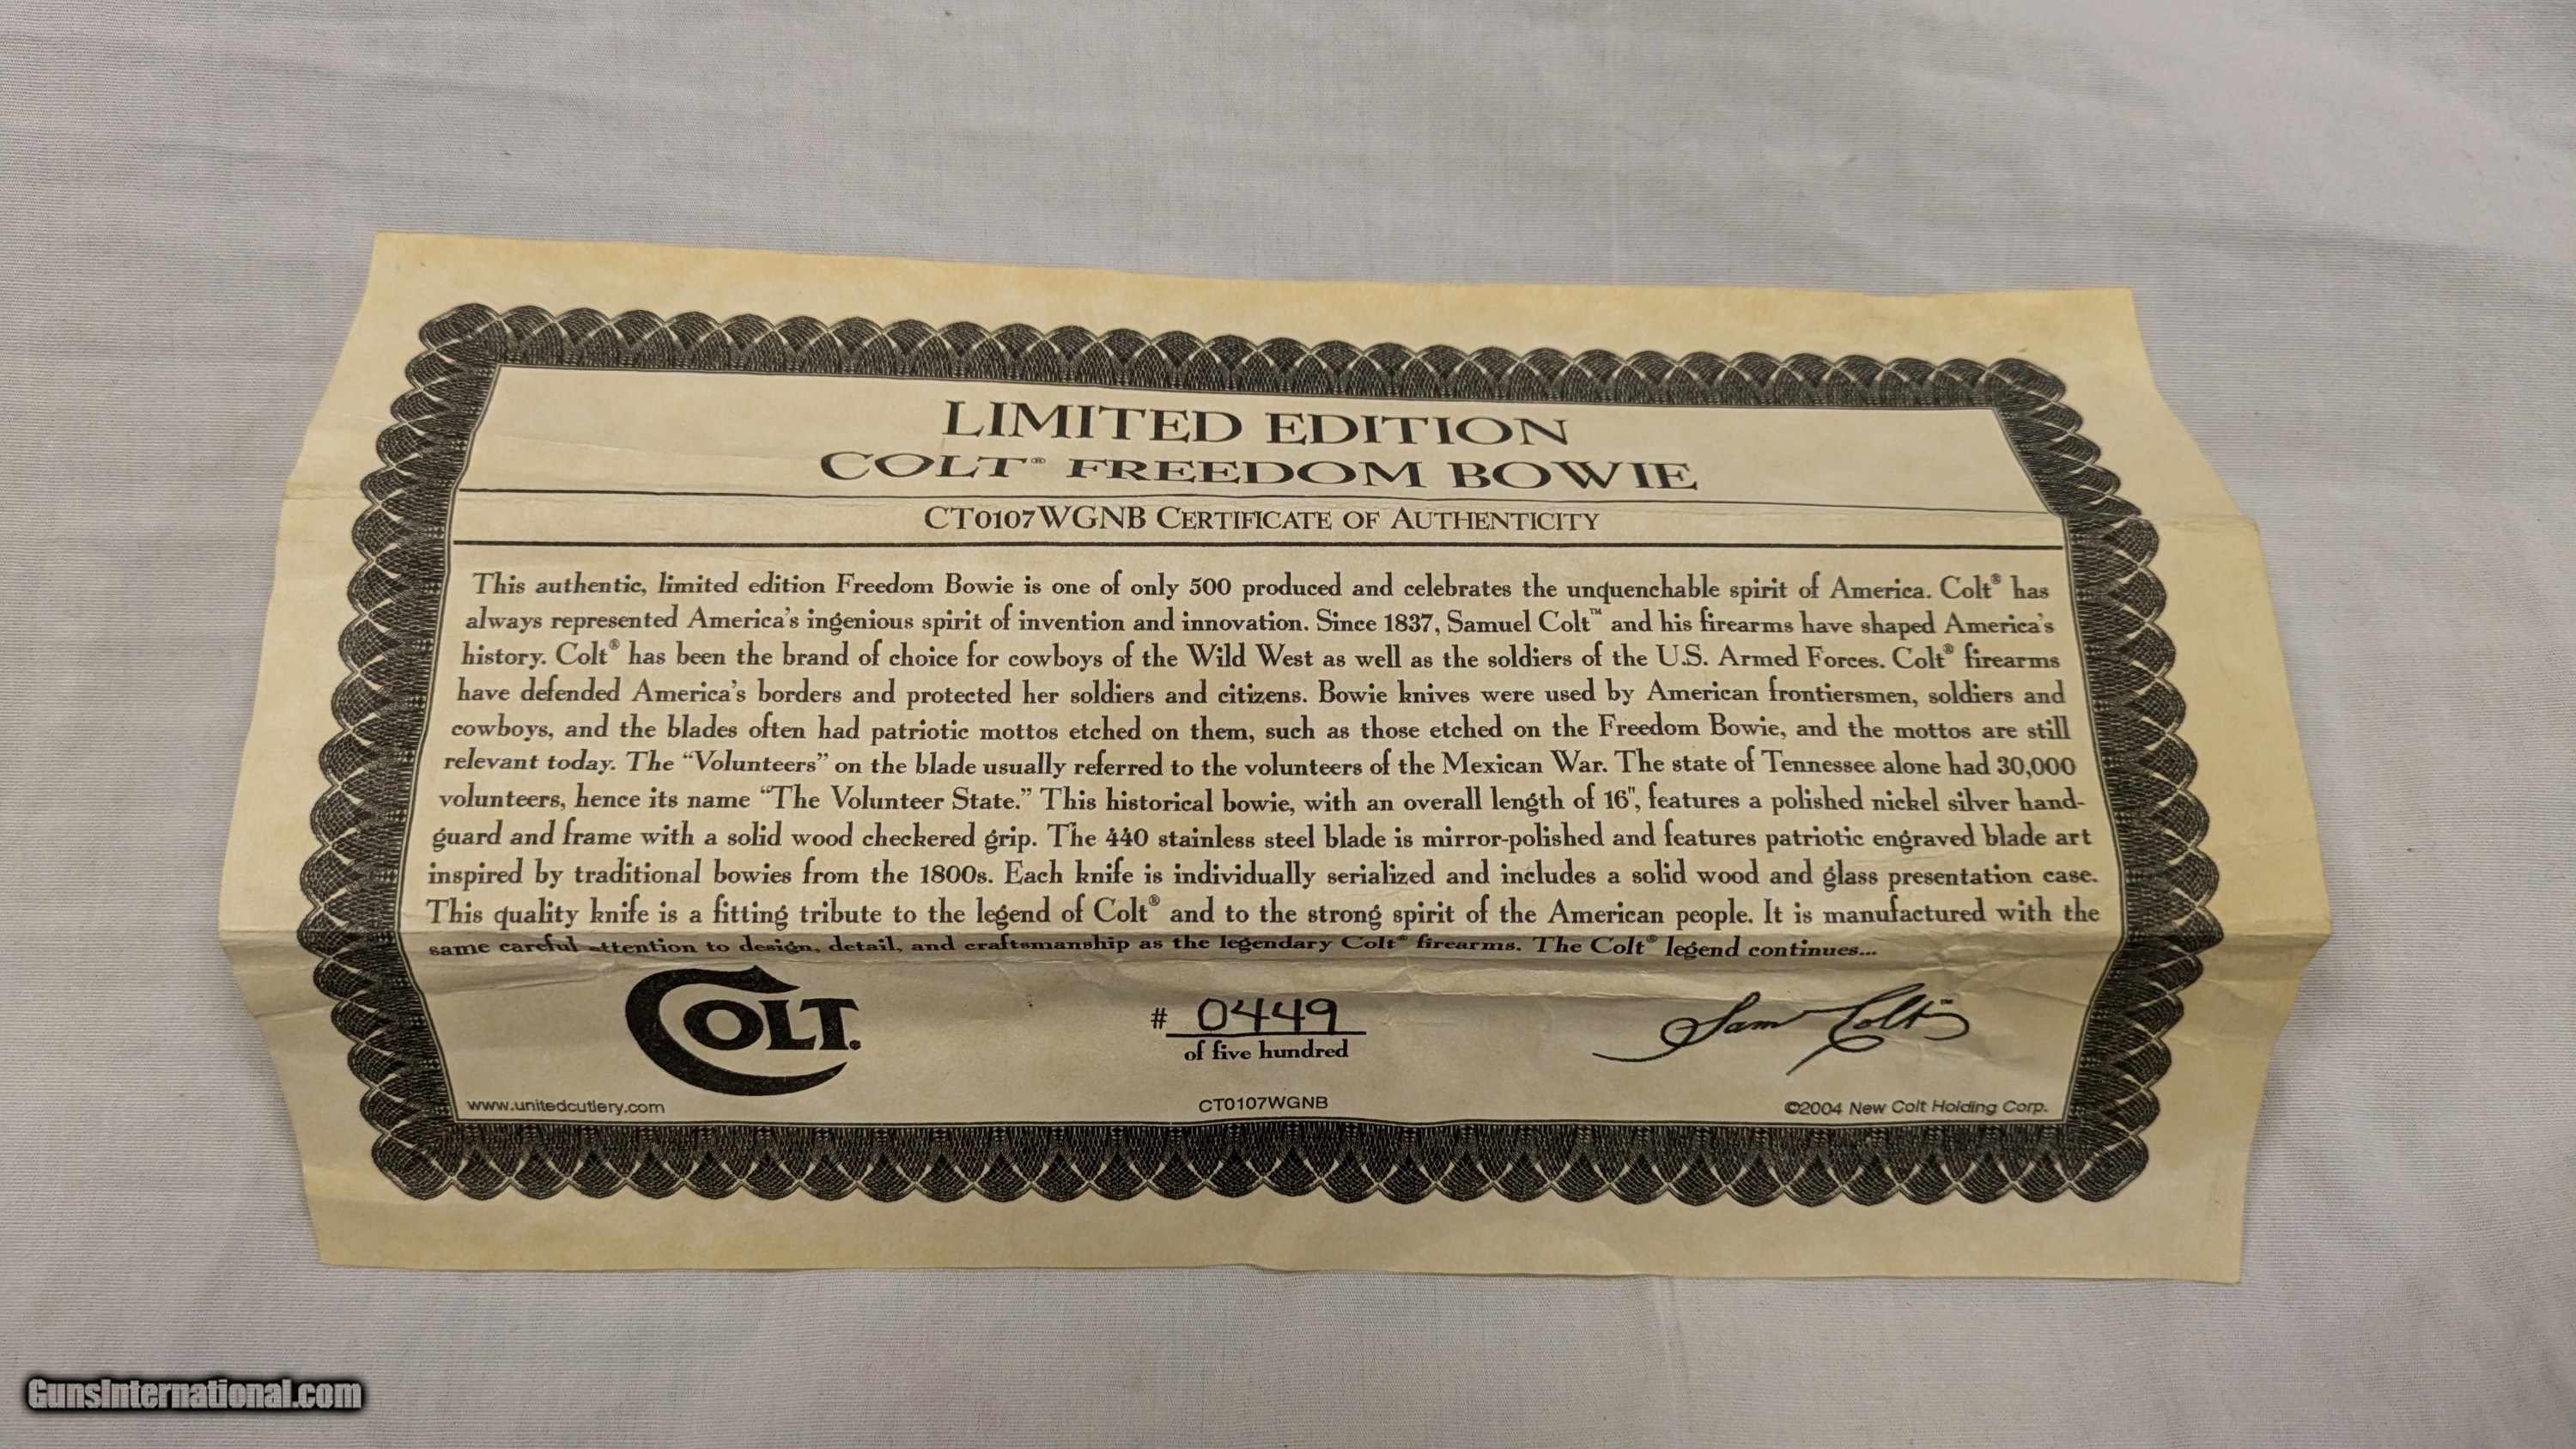 LIMITED EDITION
COLT® FREEDOM BOWIE
CT0107WGNB CERTIFICATE OF AUTHENTICITY
This authentic, limited edition Freedom Bowie is one of only 500 produced and celebrates the unquenchable spirit of America. Colt® has
always represented America's ingenious spirit of invention and innovation. Since 1837, Samuel Colt™ and his firearms have shaped America's
history. Colt® has been the brand of choice for cowboys of the Wild West as well as the soldiers of the U.S. Armed Forces. Colt® firearms
have defended America's borders and protected her soldiers and citizens. Bowie knives were used by American frontiersmen, soldiers and
cowboys, and the blades often had patriotic mottos etched on them, such as those etched on the Freedom Bowie, and the mottos are still
relevant today. The “Volunteers” on the blade usually referred to the volunteers of the Mexican War. The state of Tennessee alone had 30,000
volunteers, hence its name “The Volunteer State.” This historical bowie, with an overall length of 16", features a polished nickel silver hand-
guard and frame with a solid wood checkered grip. The 440 stainless steel blade is mirror-polished and features patriotic engraved blade art
inspired by traditional bowies from the 1800s. Each knife is individually serialized and includes a solid wood and glass presentation case.
This quality knife is a fitting tribute to the legend of Colt® and to the strong spirit of the American people. It is manufactured with the
same careful attention to design, detail, and craftsmanship as the legendary Colt® firearms. The Colt® legend continues...
COLT.
# 0449
of five hundred
Sam Colt™
www.unitedcutlery.com
CT0107WGNB
©2004 New Colt Holding Corp.
GunsInternational.com